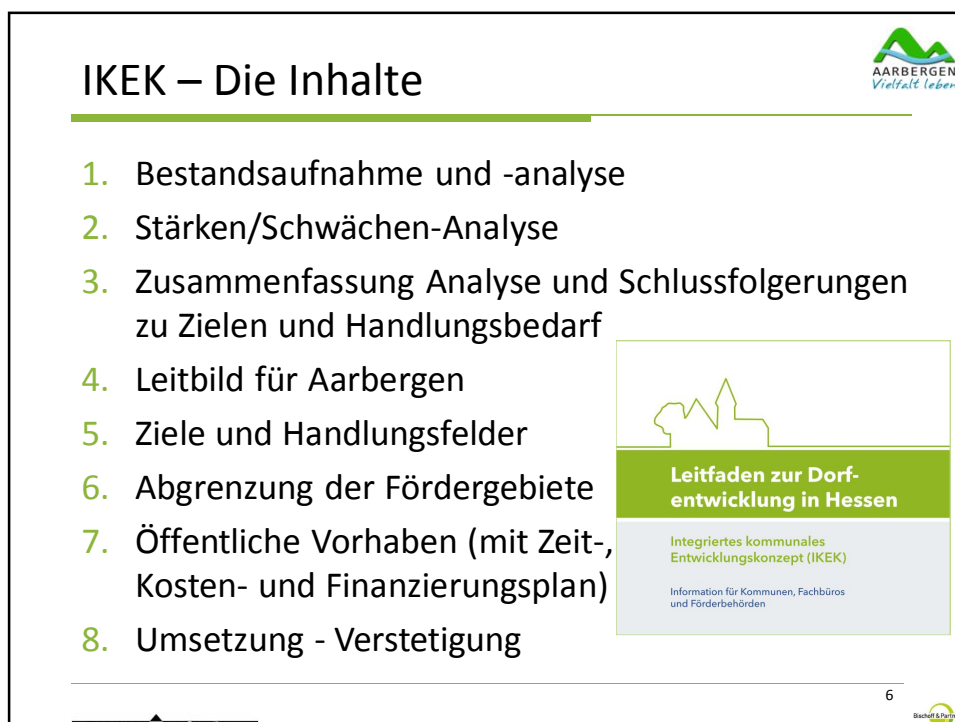 IKEK – Die Inhalte
AARBERGEN
Vielfalt leben
1. Bestandsaufnahme und -analyse
2. Stärken/Schwächen-Analyse
3. Zusammenfassung Analyse und Schlussfolgerungen
zu Zielen und Handlungsbedarf
4. Leitbild für Aarbergen
5. Ziele und Handlungsfelder
6. Abgrenzung der Fördergebiete
7. Öffentliche Vorhaben (mit Zeit-,
Kosten- und Finanzierungsplan)
8. Umsetzung - Verstetigung
Leitfaden zur Dorf-
entwicklung in Hessen
Integriertes kommunales
Entwicklungskonzept (IKEK)
Information für Kommunen, Fachbüros
und Förderbehörden
6
Bischoff & Partner